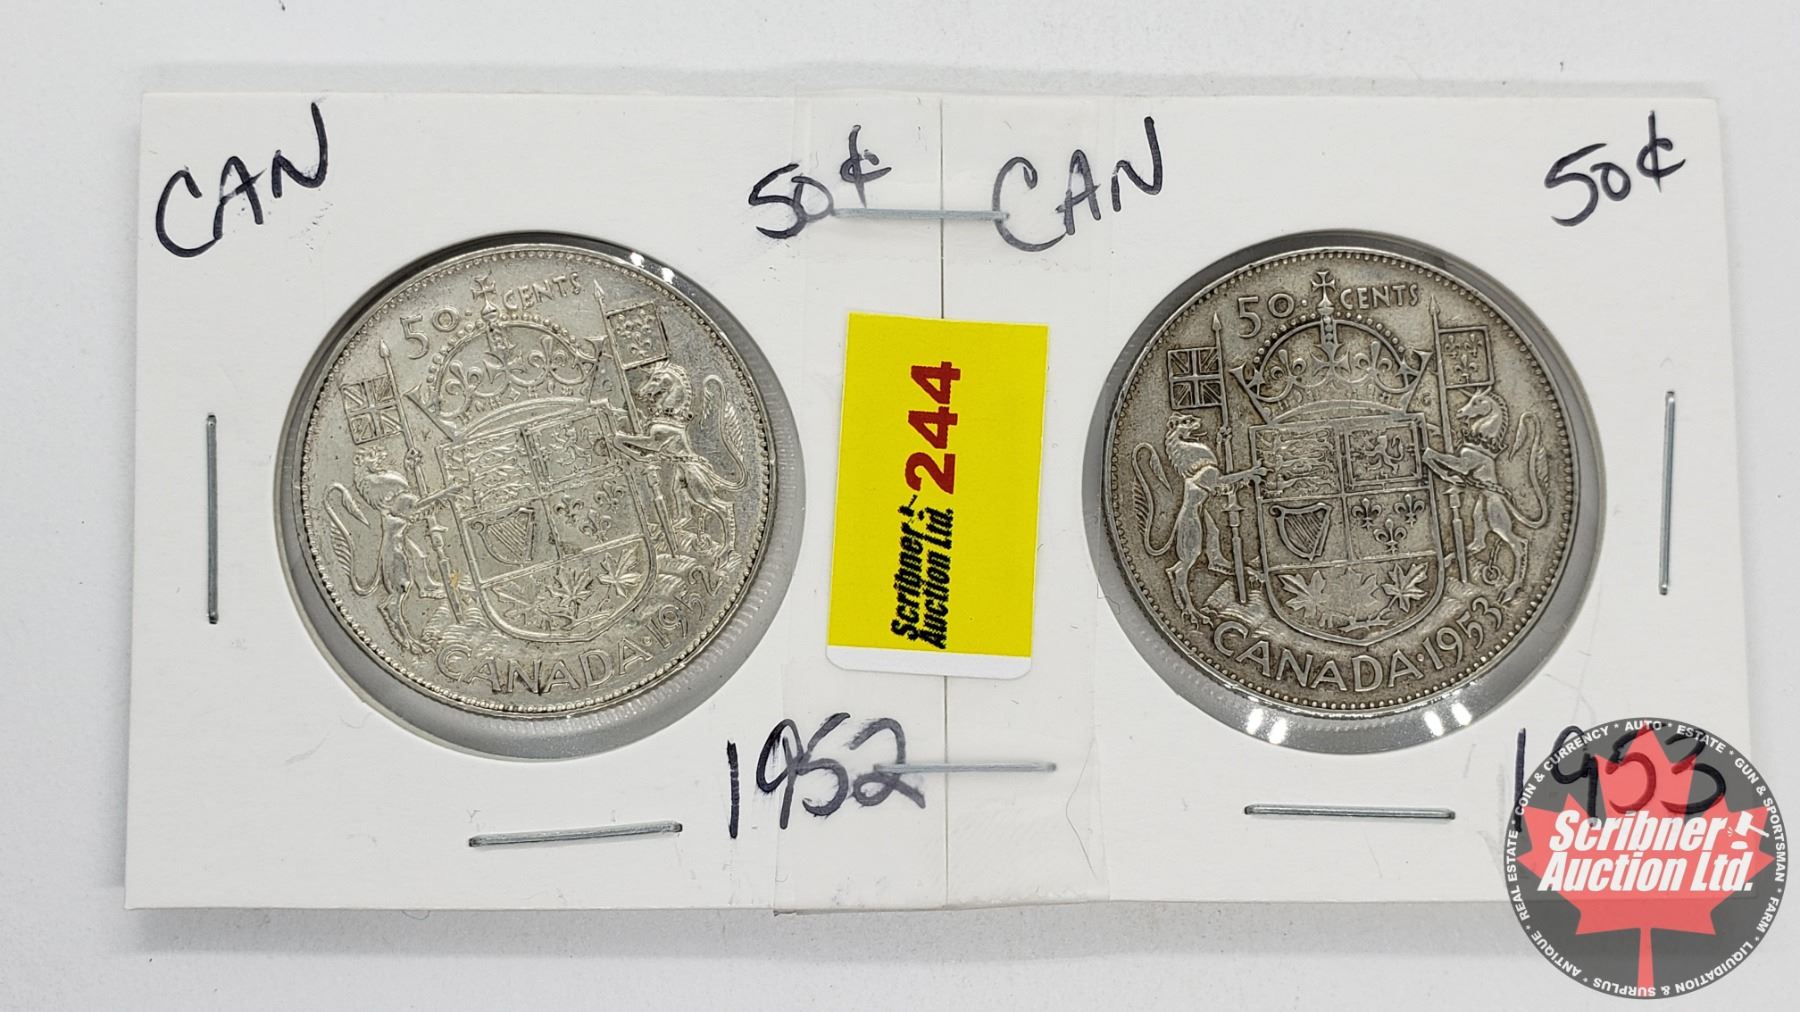 CAN 50¢
50 CENTS
CANADA·1952
1952
244
Scribner
Auction Ltd.
CAN 50¢
50 CENTS
CANADA·1953
1953
Scribner
Auction Ltd.
REAL ESTATE * COIN & CURRENCY * AUTO * ESTATE * GUN & SPORTSMAN * FARM * LIQUIDATION & SURPLUS * ANTIQUE *